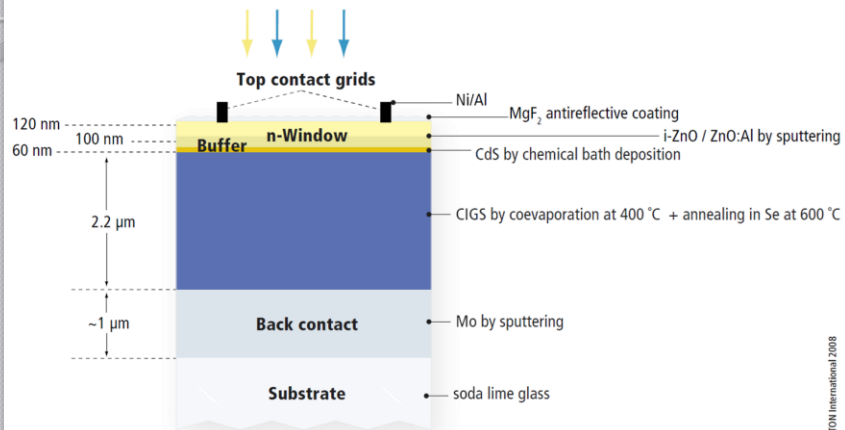 Top contact grids
Ni/Al
MgF₂ antireflective coating
120 nm
n-Window
i-ZnO / ZnO:Al by sputtering
100 nm
Buffer
60 nm
CdS by chemical bath deposition
2.2 µm
CIGS by coevaporation at 400 °C + annealing in Se at 600 °C
~1 µm
Back contact
Mo by sputtering
Substrate
soda lime glass
TON International 2008